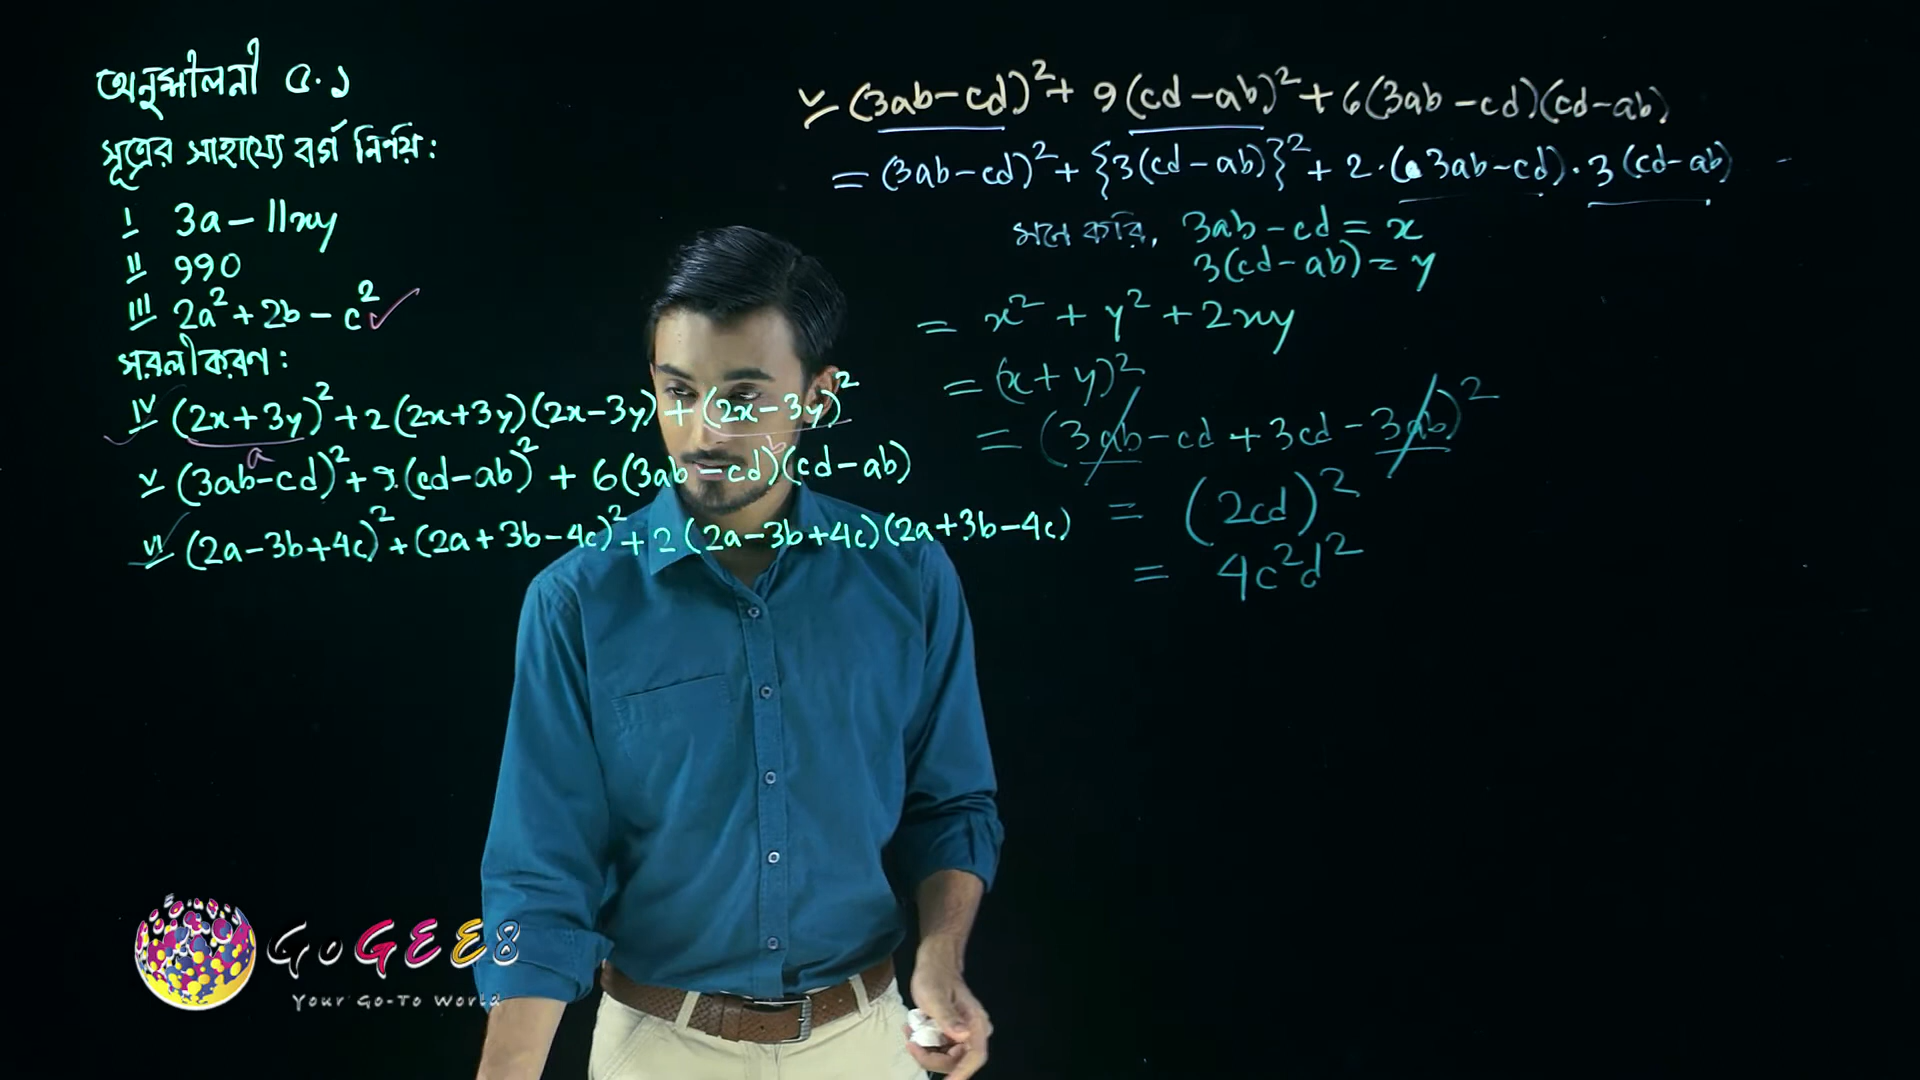 অনুশীলনী ৫.১
সূত্রের সাহায্যে বর্গ নির্ণয়:
I 3a - 11xy
II 990
III 2a² + 2b - c² ✓
সরলীকরণ:
IV (2x+3y)² + 2(2x+3y)(2x-3y) + (2x-3y)²
a b
V (3ab-cd)² + 9(cd-ab)² + 6(3ab-cd)(cd-ab)
VI (2a-3b+4c)² + (2a+3b-4c)² + 2(2a-3b+4c)(2a+3b-4c)
V (3ab-cd)² + 9(cd-ab)² + 6(3ab-cd)(cd-ab)
= (3ab-cd)² + {3(cd-ab)}² + 2·(3ab-cd)·3(cd-ab)
মনে করি, 3ab-cd = x
3(cd-ab) = y
= x² + y² + 2xy
= (x+y)²
= (3ab-cd+3cd-3ab)²
= (2cd)²
= 4c²d²
GoGEE8
Your Go-To World